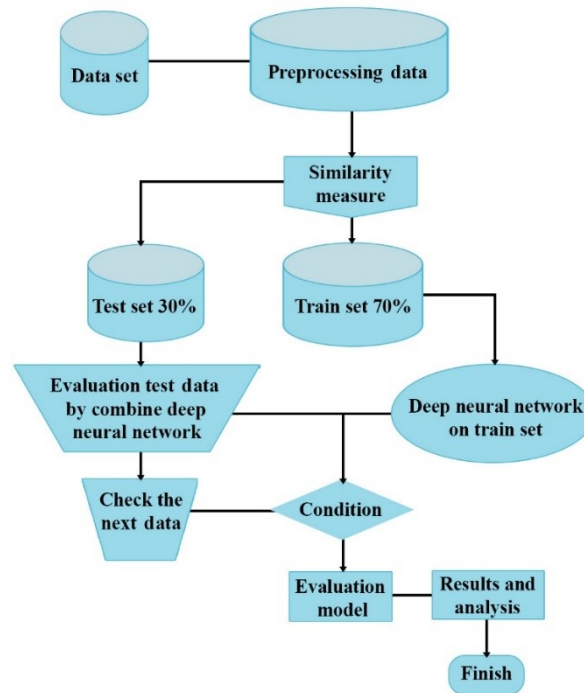 Data set
Preprocessing data
Similarity
measure
Test set 30%
Train set 70%
Evaluation test data
by combine deep
neural network
Deep neural network
on train set
Check the
next data
Condition
Evaluation
model
Results and
analysis
Finish